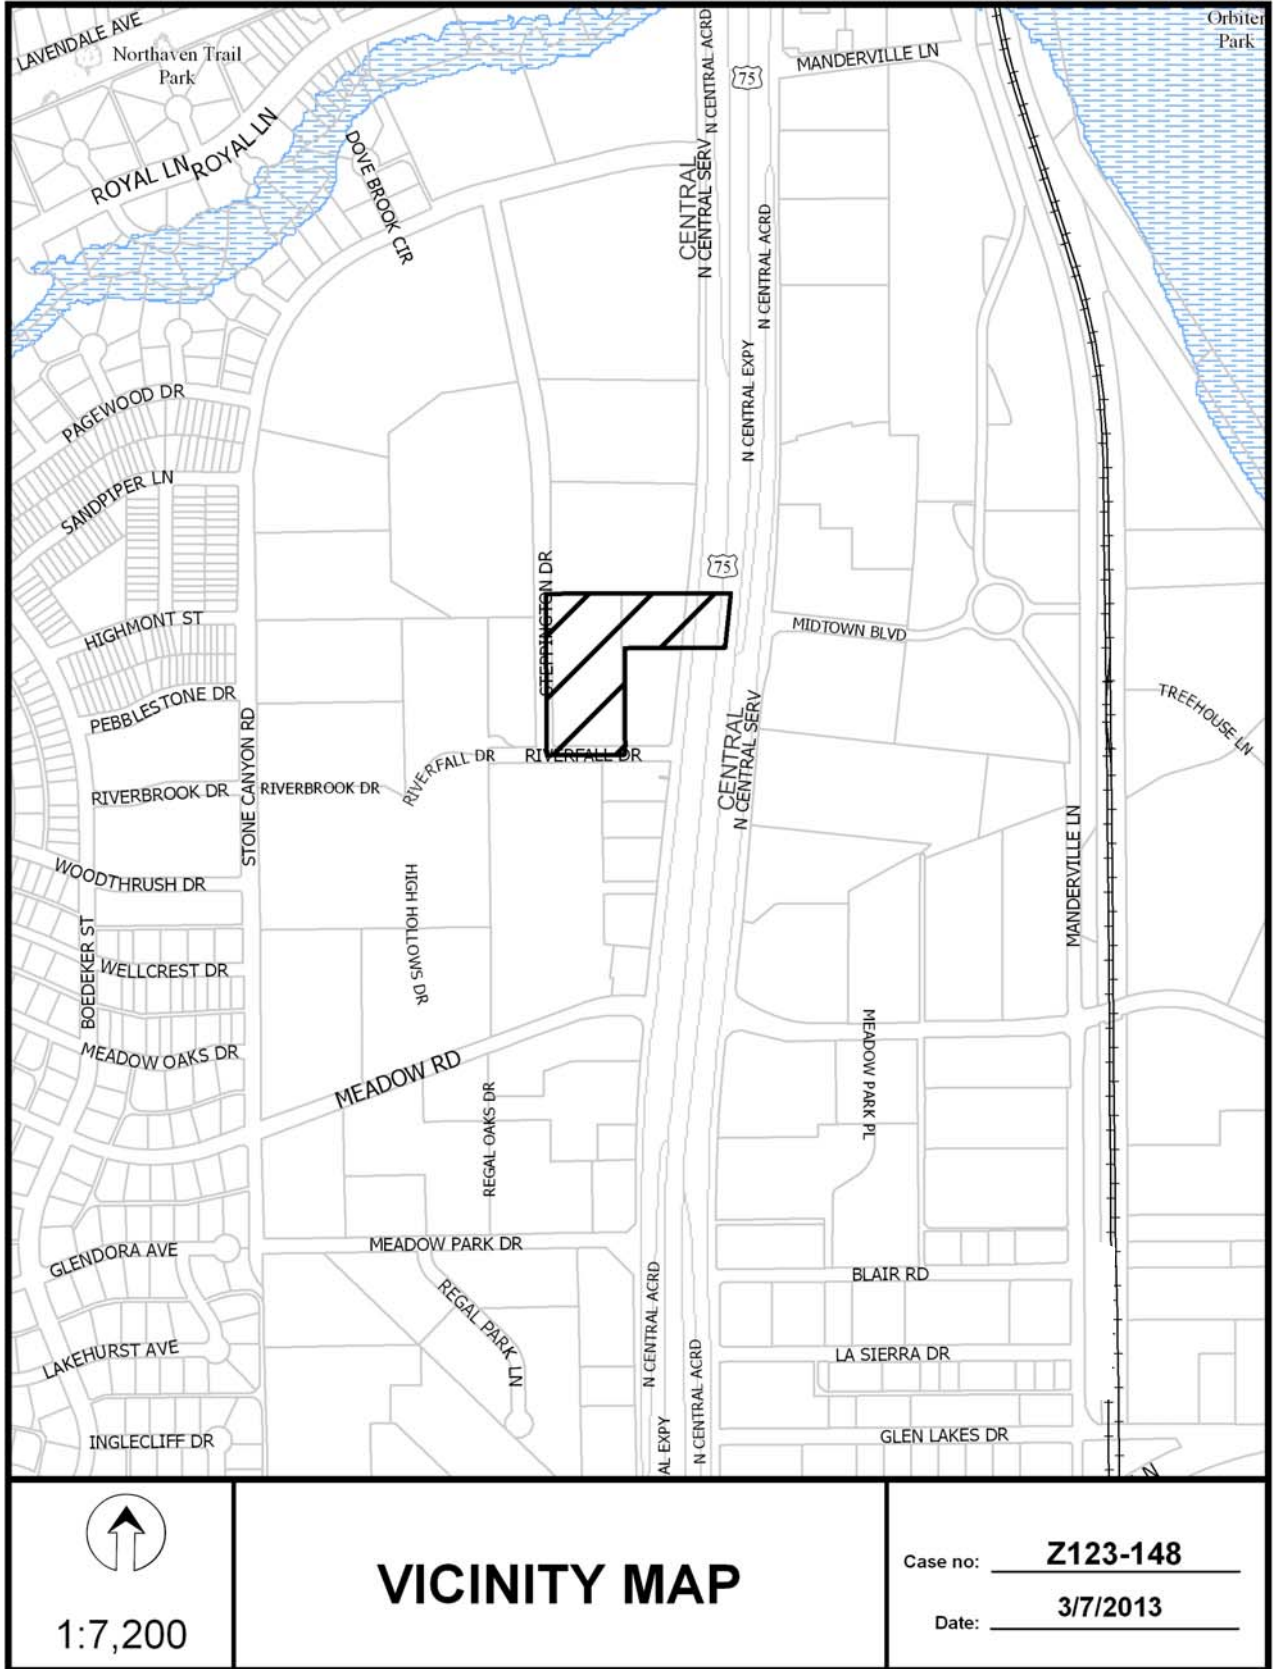 LAVENDALE AVE
Northaven Trail
Park
Orbiter
Park
N CENTRAL ACRD
75
MANDERVILLE LN
ROYAL LN
ROYAL LN
DOVE BROOK CIR
CENTRAL
N CENTRAL SERV
N CENTRAL ACRD
N CENTRAL EXPY
PAGEWOOD DR
SANDPIPER LN
STEPPINGTON DR
75
HIGHMONT ST
MIDTOWN BLVD
PEBBLESTONE DR
TREEHOUSE LN
STONE CANYON RD
CENTRAL
N CENTRAL SERV
RIVERFALL DR
RIVERFALL DR
RIVERBROOK DR
RIVERBROOK DR
MANDERVILLE LN
WOODTHRUSH DR
HIGH HOLLOWS DR
BOEDEKER ST
WELLCREST DR
MEADOW OAKS DR
MEADOW RD
MEADOW PARK PL
REGAL OAKS DR
MEADOW PARK DR
GLENDORA AVE
BLAIR RD
REGAL PARK LN
N CENTRAL ACRD
LAKEHURST AVE
LA SIERRA DR
N CENTRAL ACRD
AL EXPY
INGLECLIFF DR
GLEN LAKES DR
N
1:7,200
VICINITY MAP
Case no: Z123-148
Date: 3/7/2013